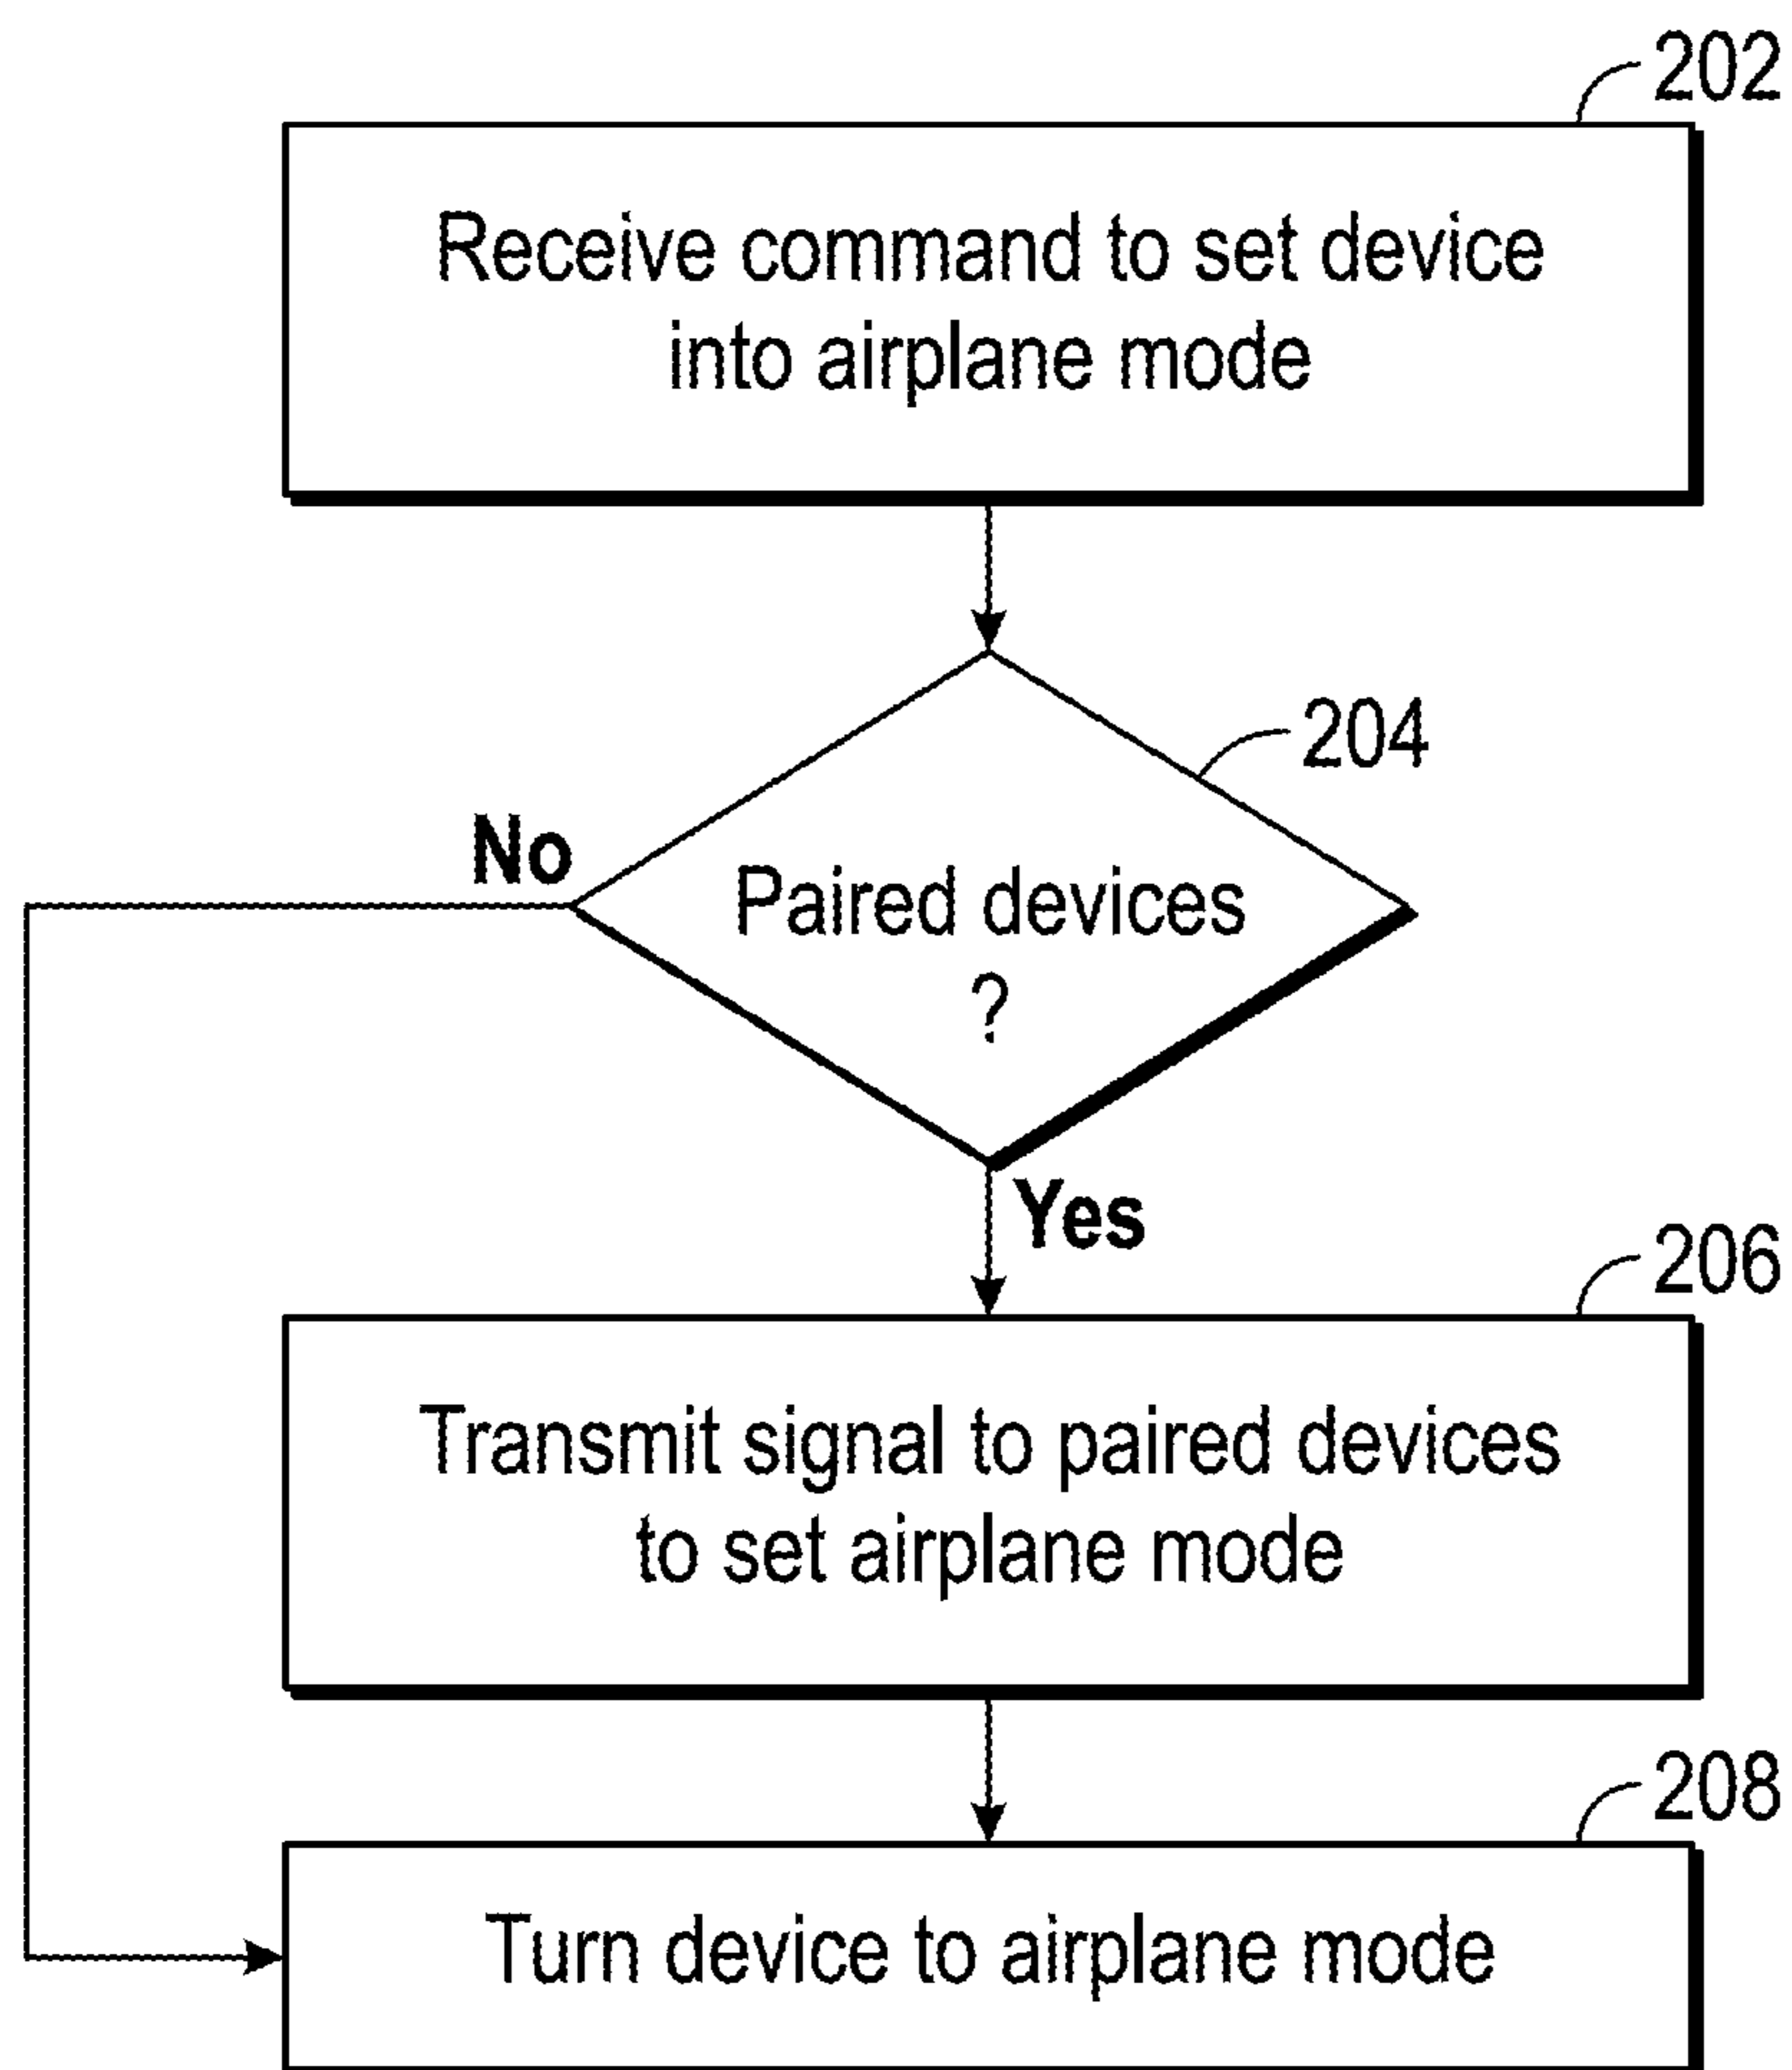 202
Receive command to set device
into airplane mode
204
No
Paired devices
?
Yes
206
Transmit signal to paired devices
to set airplane mode
208
Turn device to airplane mode